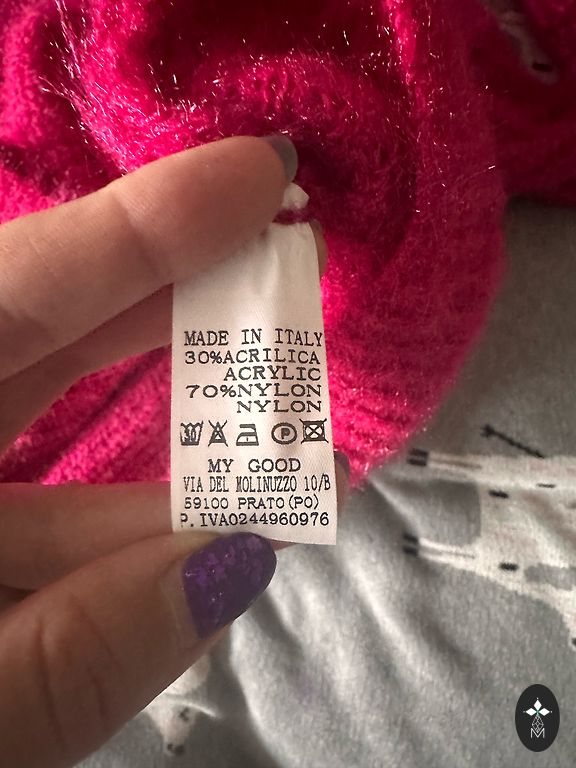 MADE IN ITALY
30%ACRILICA
ACRYLIC
70%NYLON
NYLON
30 P
MY GOOD
VIA DEL MOLINUZZO 10/B
59100 PRATO(PO)
P.IVA0244960976
M